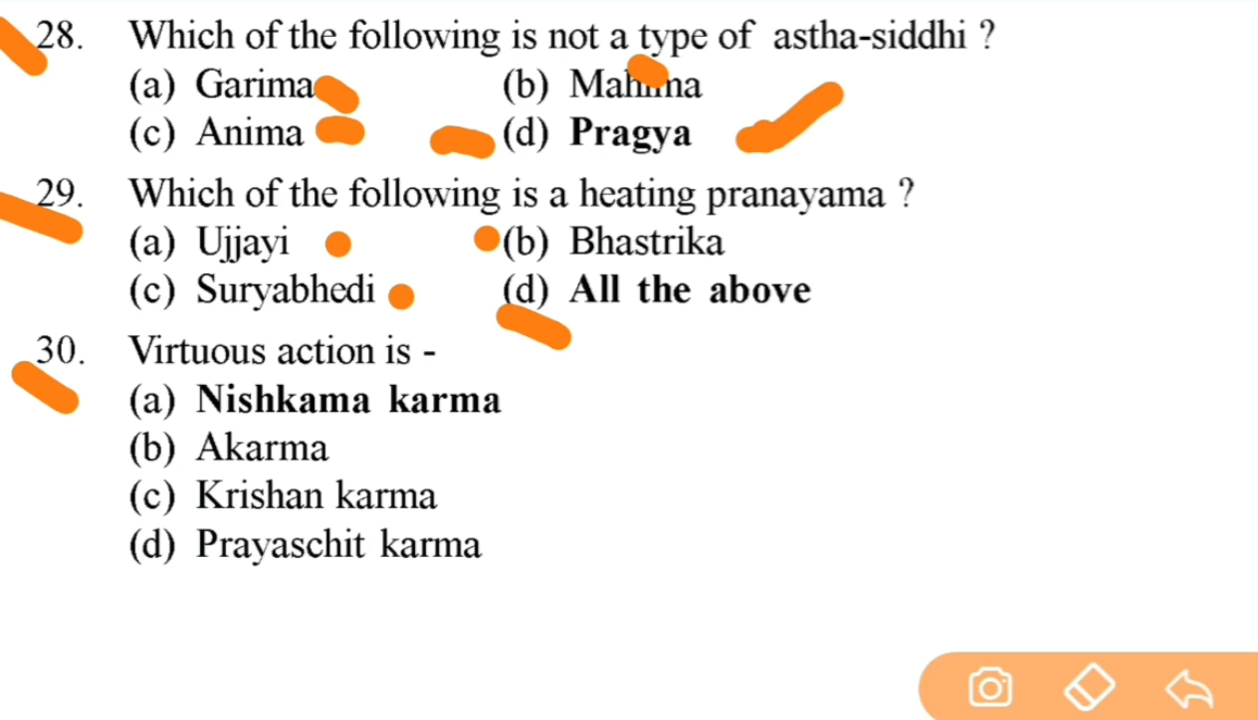 28. Which of the following is not a type of astha-siddhi ?
(a) Garima (b) Mahima
(c) Anima (d) Pragya
29. Which of the following is a heating pranayama ?
(a) Ujjayi (b) Bhastrika
(c) Suryabhedi (d) All the above
30. Virtuous action is -
(a) Nishkama karma
(b) Akarma
(c) Krishan karma
(d) Prayaschit karma